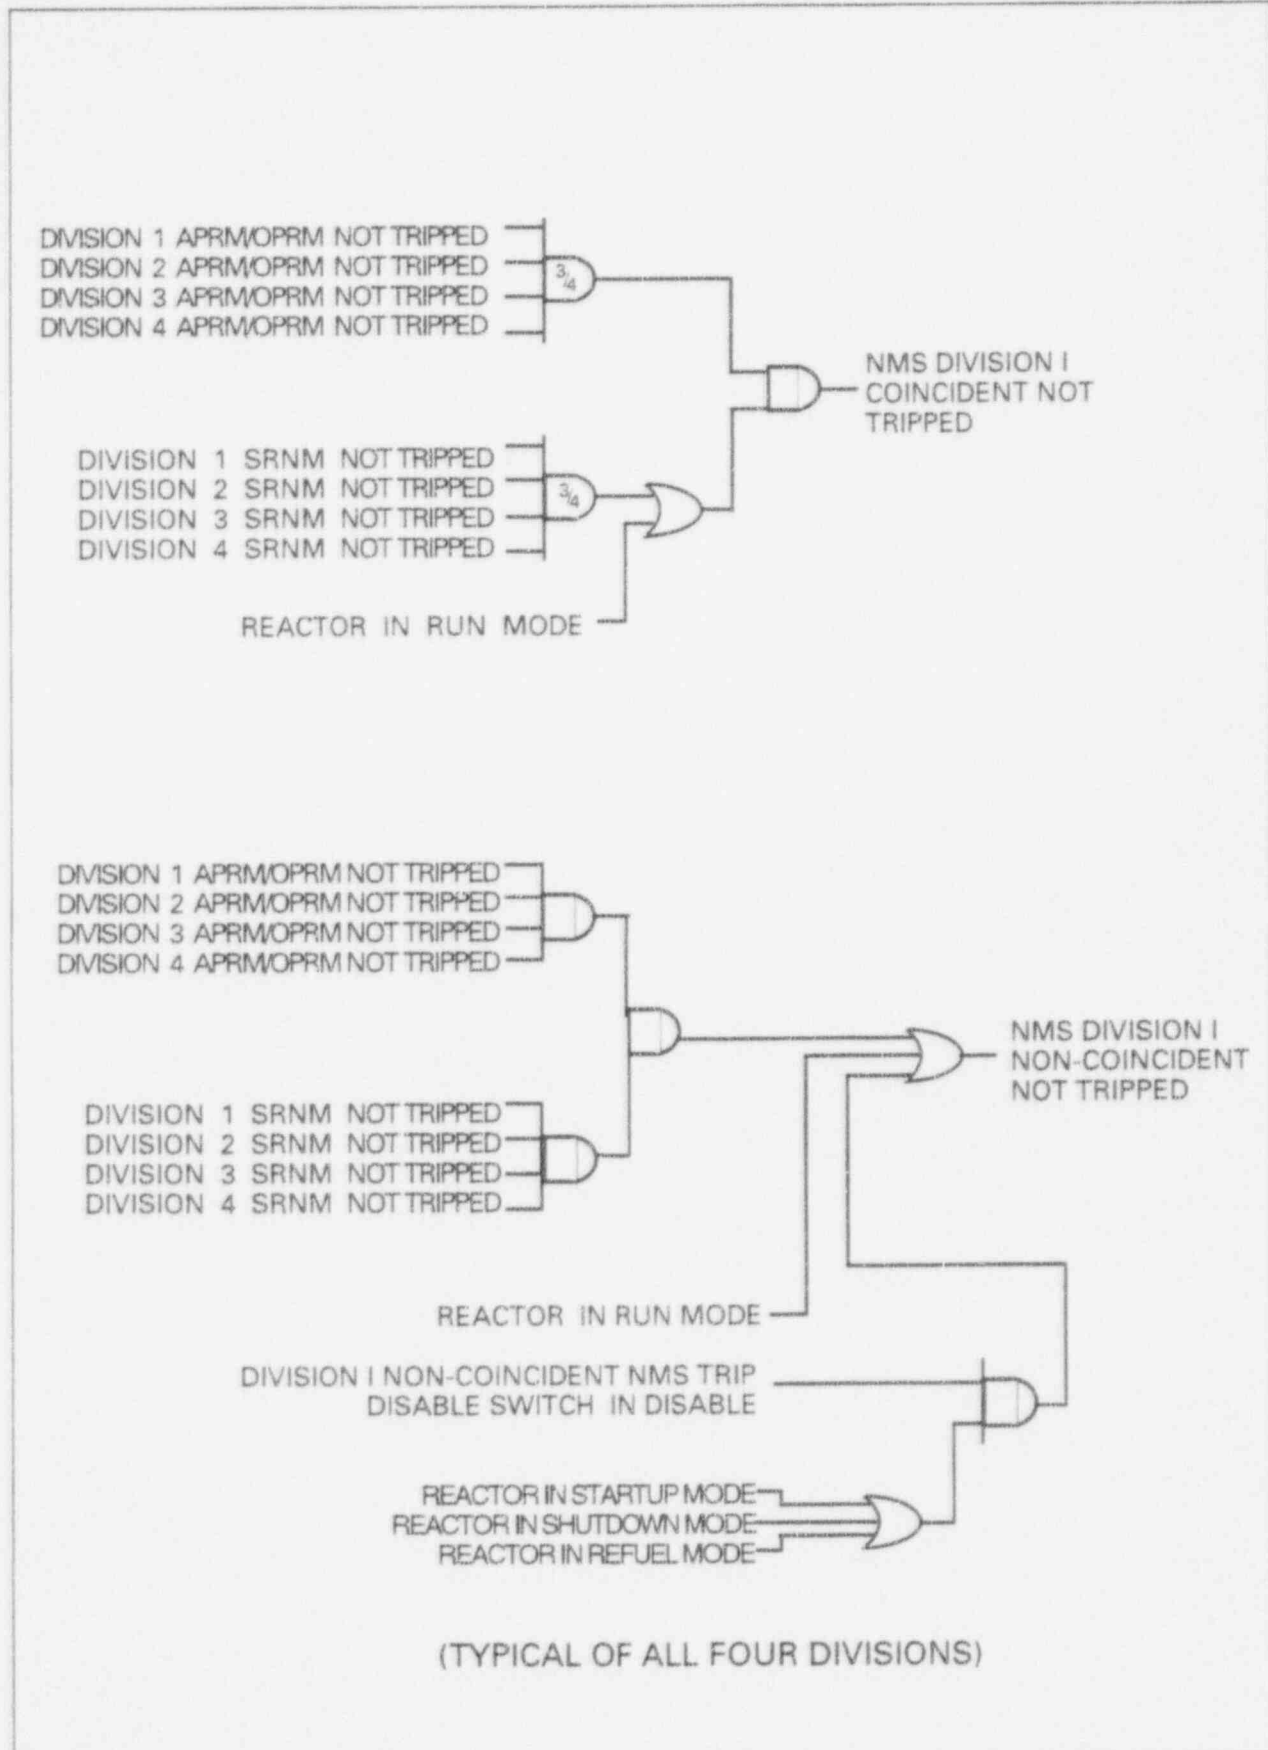 DIVISION 1 APRM/OPRM NOT TRIPPED
DIVISION 2 APRM/OPRM NOT TRIPPED
DIVISION 3 APRM/OPRM NOT TRIPPED
DIVISION 4 APRM/OPRM NOT TRIPPED
3/4
NMS DIVISION I
COINCIDENT NOT
TRIPPED
DIVISION 1 SRNM NOT TRIPPED
DIVISION 2 SRNM NOT TRIPPED
DIVISION 3 SRNM NOT TRIPPED
DIVISION 4 SRNM NOT TRIPPED
3/4
REACTOR IN RUN MODE
DIVISION 1 APRM/OPRM NOT TRIPPED
DIVISION 2 APRM/OPRM NOT TRIPPED
DIVISION 3 APRM/OPRM NOT TRIPPED
DIVISION 4 APRM/OPRM NOT TRIPPED
NMS DIVISION I
NON-COINCIDENT
NOT TRIPPED
DIVISION 1 SRNM NOT TRIPPED
DIVISION 2 SRNM NOT TRIPPED
DIVISION 3 SRNM NOT TRIPPED
DIVISION 4 SRNM NOT TRIPPED
REACTOR IN RUN MODE
DIVISION I NON-COINCIDENT NMS TRIP
DISABLE SWITCH IN DISABLE
REACTOR IN STARTUP MODE
REACTOR IN SHUTDOWN MODE
REACTOR IN REFUEL MODE
(TYPICAL OF ALL FOUR DIVISIONS)